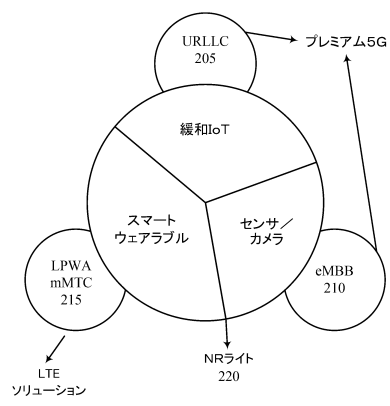 URLLC
205
プレミアム5G
緩和IoT
スマート
ウェアラブル
センサ／
カメラ
LPWA
mMTC
215
eMBB
210
LTE
ソリューション
NRライト
220